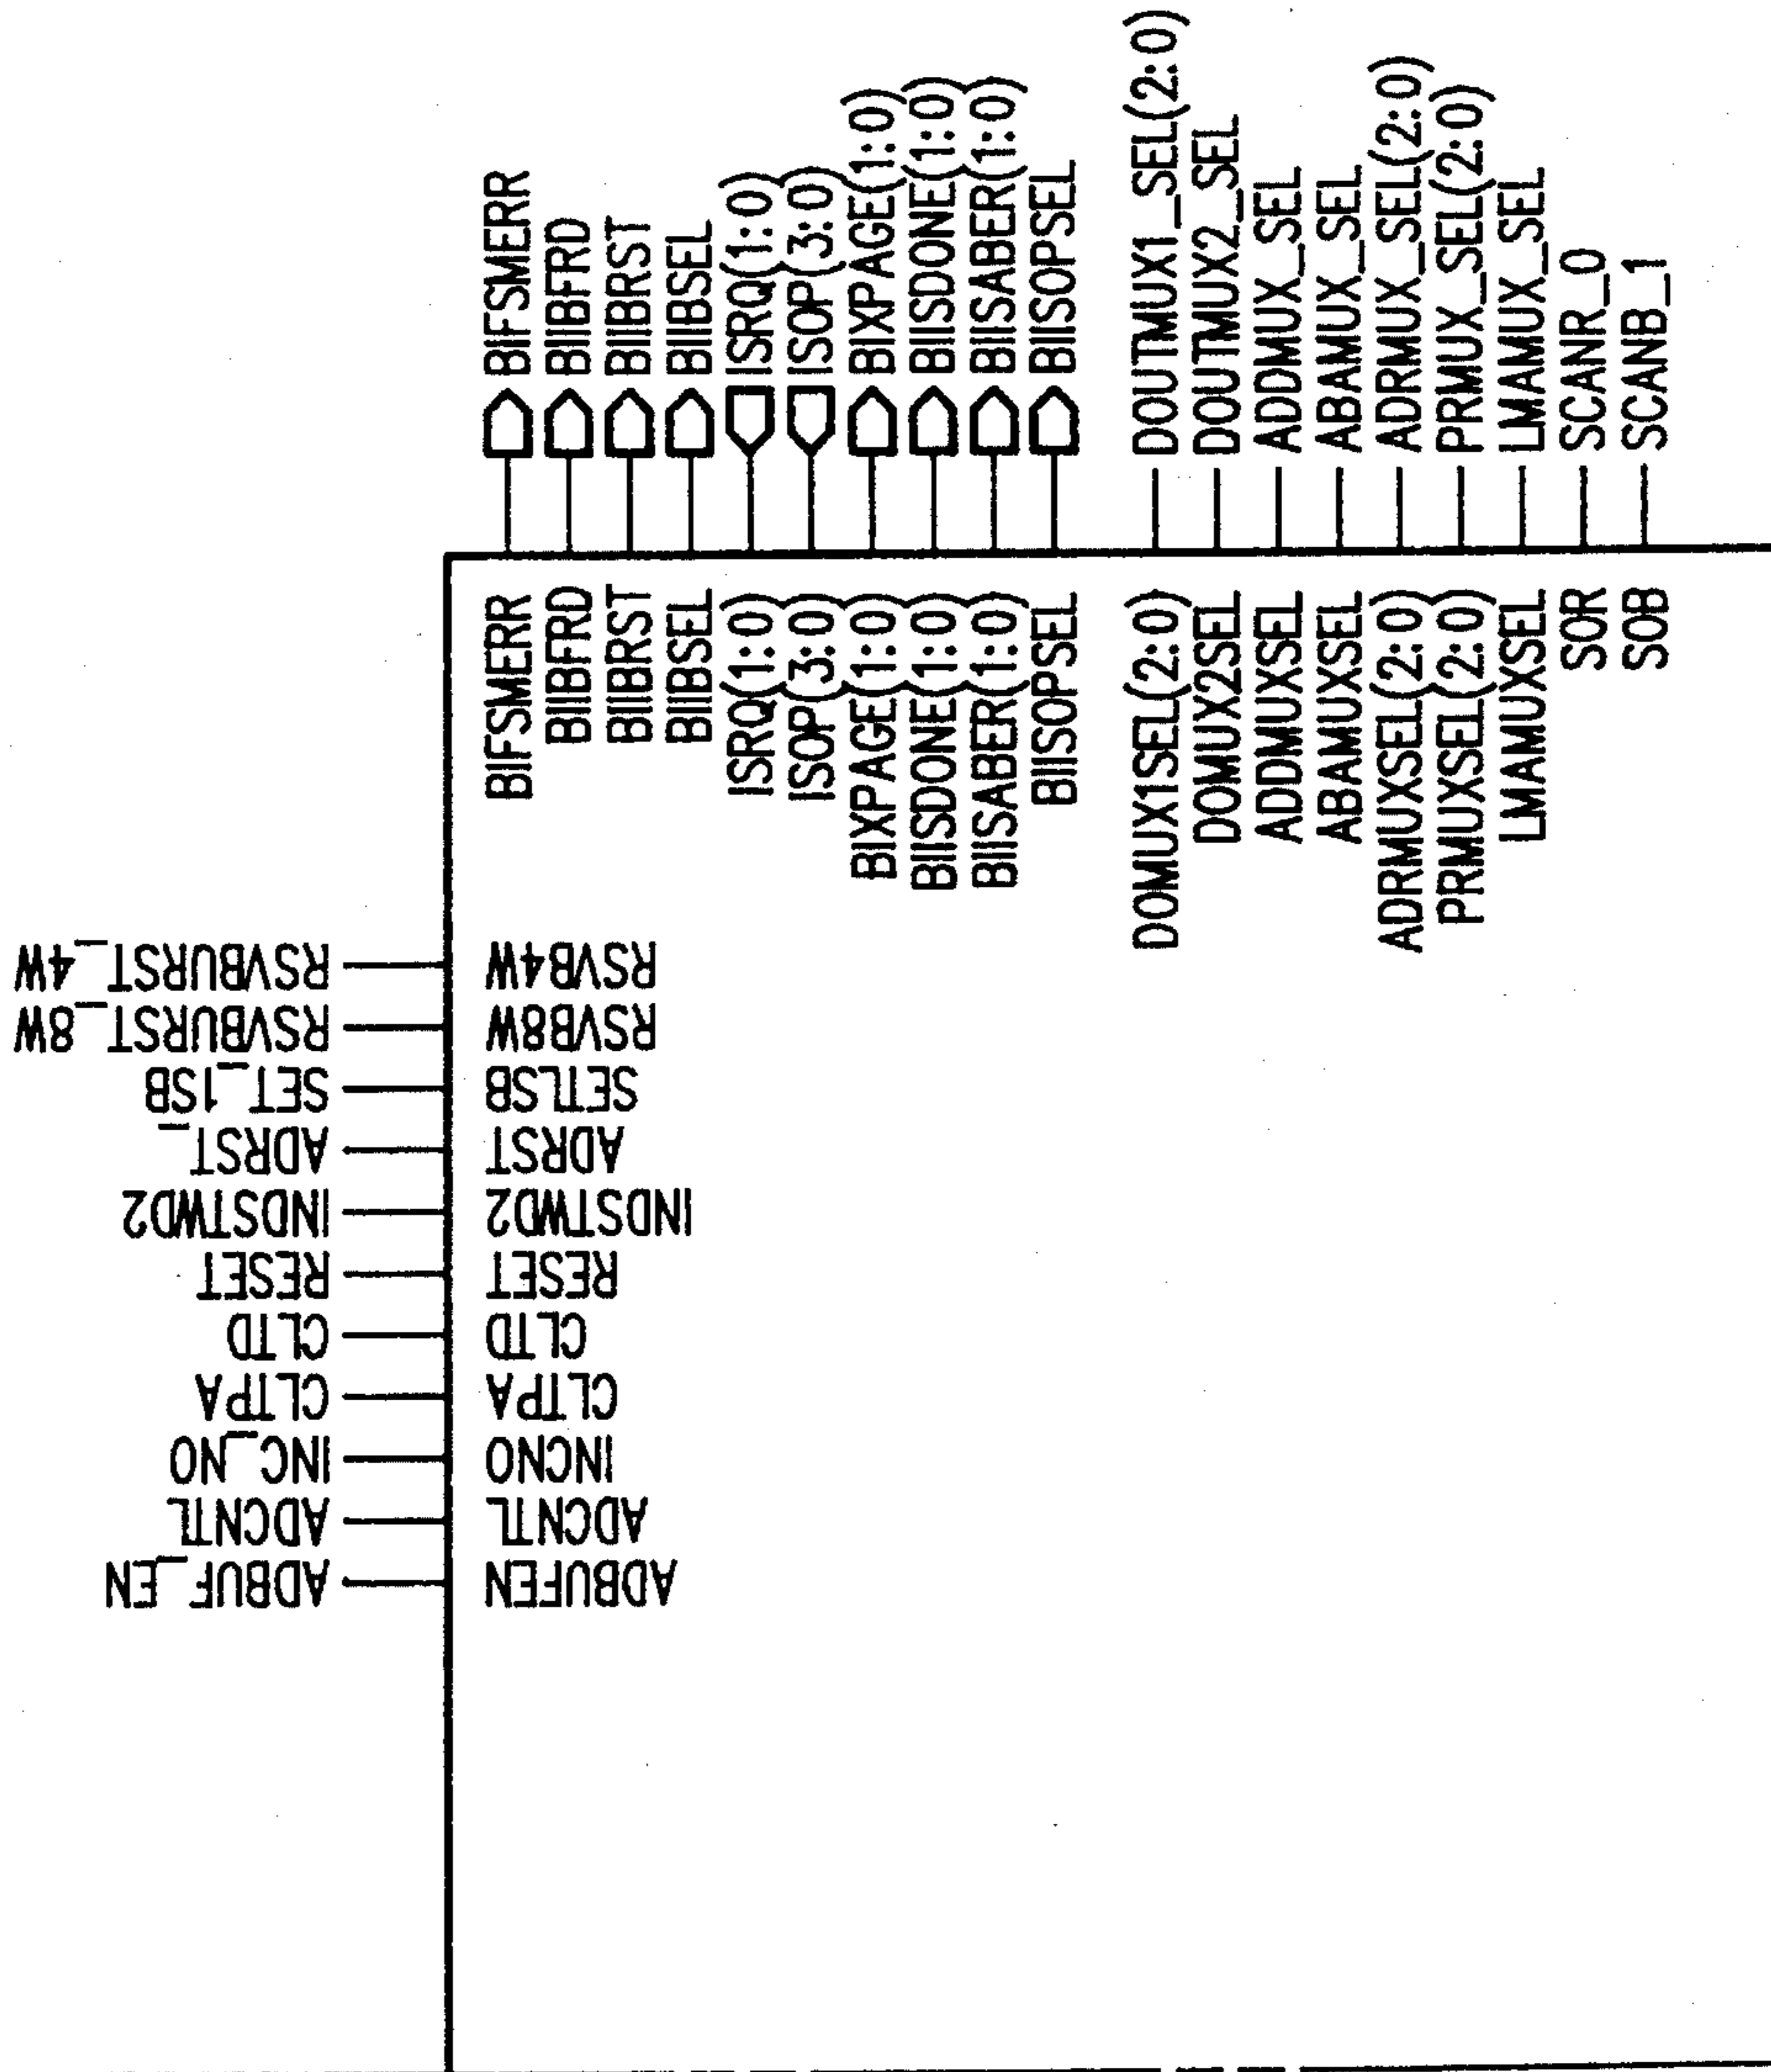 BIFSMERR
BIIBFRD
BIIBRST
BIIBSEL
ISRQ(1:0)
ISOP(3:0)
BIXPAGE(1:0)
BIISDONE(1:0)
BIISABER(1:0)
BIISOPSEL
DOUTMUX1_SEL(2:0)
DOUTMUX2_SEL
ADDMUX_SEL
ABAMUX_SEL
ADRMUX_SEL(2:0)
PRMUX_SEL(2:0)
LMAMUX_SEL
SCANR_0
SCANB_1
BIFSMERR
BIIBFRD
BIIBRST
BIIBSEL
ISRQ(1:0)
ISOP(3:0)
BIXPAGE(1:0)
BIISDONE(1:0)
BIISABER(1:0)
BIISOPSEL
DOMUX1SEL(2:0)
DOMUX2SEL
ADDMUXSEL
ABAMUXSEL
ADRMUXSEL(2:0)
PRMUXSEL(2:0)
LMAMUXSEL
SOR
SOB
RSVBURST_4W
RSVBURST_8W
SET_1SB
ADRST_
INDSTWD2
RESET
CLTD
CLTPA
INC_NO
ADCNTL
ADBUF_EN
RSVB4W
RSVB8W
SETLSB
ADRST
INDSTWD2
RESET
CLTD
CLTPA
INCNO
ADCNTL
ADBUFEN